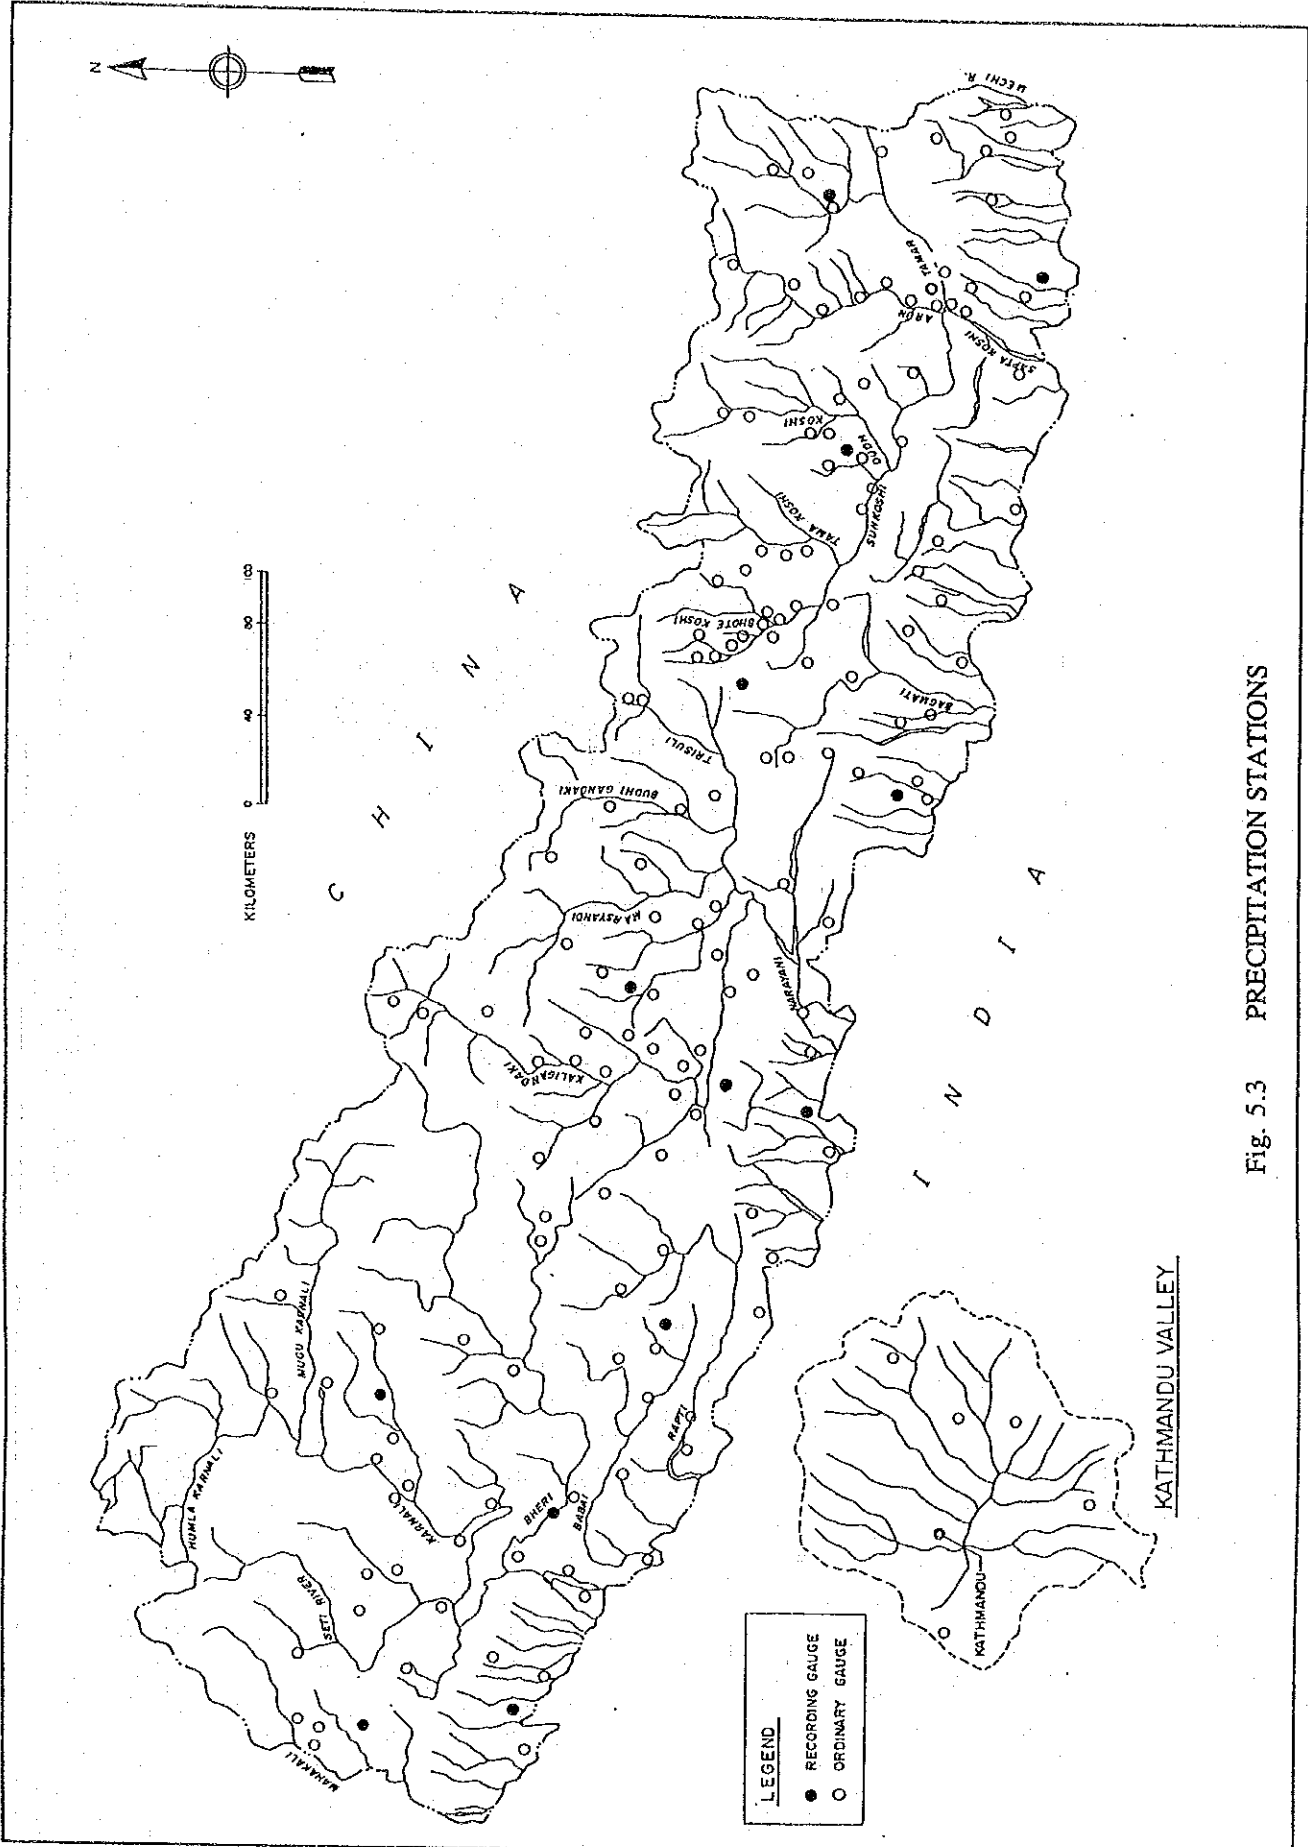 N
KILOMETERS
0 40 80 100
C H I N A
I N D I A
MAHAKALI
SETI RIVER
HUMLA KARNALI
MUGU KARNALI
KARNALI
BHERI
BABAI
RAPTI
KALIGANDAKI
MARSYANDI
NARAYANI
BUDHI GANDAKI
TRISULI
BAGMATI
BHOTE KOSHI
TAMA KOSHI
SUNKOSHI
DUDH
KOSHI
ARUN
TAMAR
SAPTA KOSHI
MECHI R.
LEGEND
RECORDING GAUGE
ORDINARY GAUGE
KATHMANDU
KATHMANDU VALLEY
Fig. 5.3 PRECIPITATION STATIONS